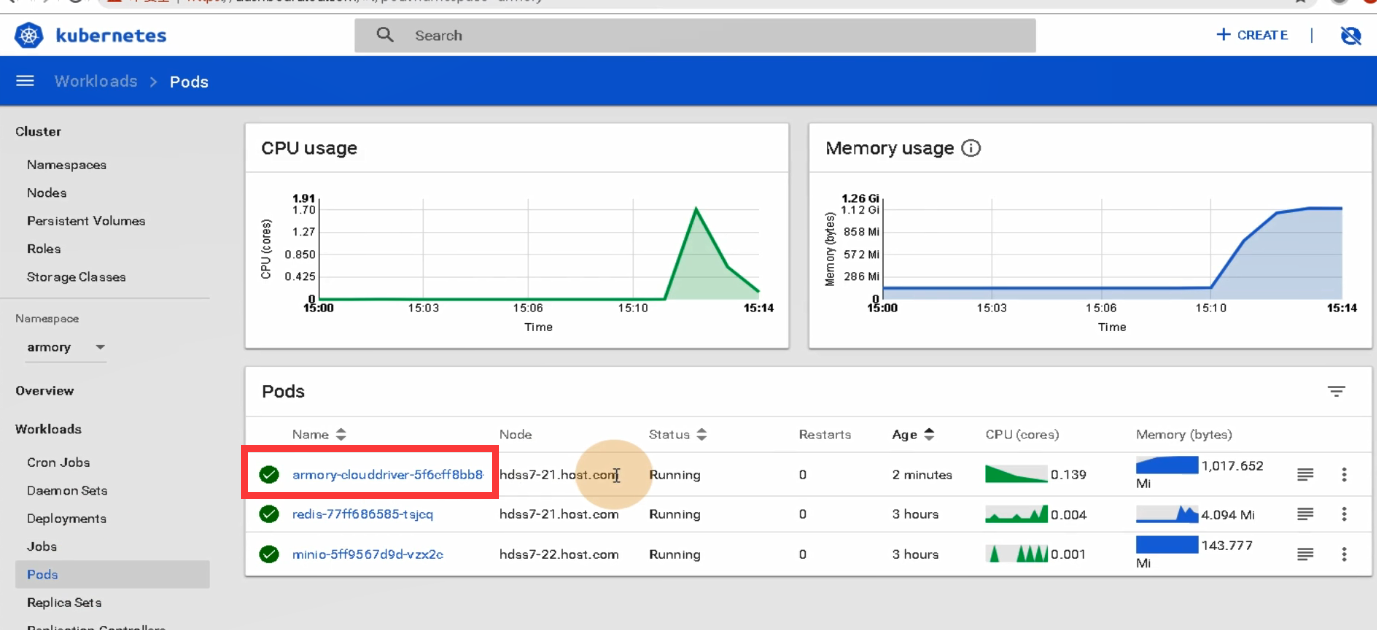 kubernetes
Search
+ CREATE
Workloads > Pods
Cluster
Namespaces
Nodes
Persistent Volumes
Roles
Storage Classes
Namespace
armory
Overview
Workloads
Cron Jobs
Daemon Sets
Deployments
Jobs
Pods
Replica Sets
Replication Controllers
CPU usage
CPU (cores)
1.91
1.70
1.27
0.850
0.425
0
15:00 15:03 15:06 15:10 15:14
Time
Memory usage
Memory (bytes)
1.26 Gi
1.12 Gi
858 Mi
572 Mi
286 Mi
0
15:00 15:03 15:06 15:10 15:14
Time
Pods
Name Node Status Restarts Age CPU (cores) Memory (bytes)
armory-clouddriver-5f6cff8bb8- hdss7-21.host.com Running 0 2 minutes 0.139 1,017.652 Mi
redis-77ff686585-tsjcq hdss7-21.host.com Running 0 3 hours 0.004 4.094 Mi
minio-5ff9567d9d-vzx2c hdss7-22.host.com Running 0 3 hours 0.001 143.777 Mi